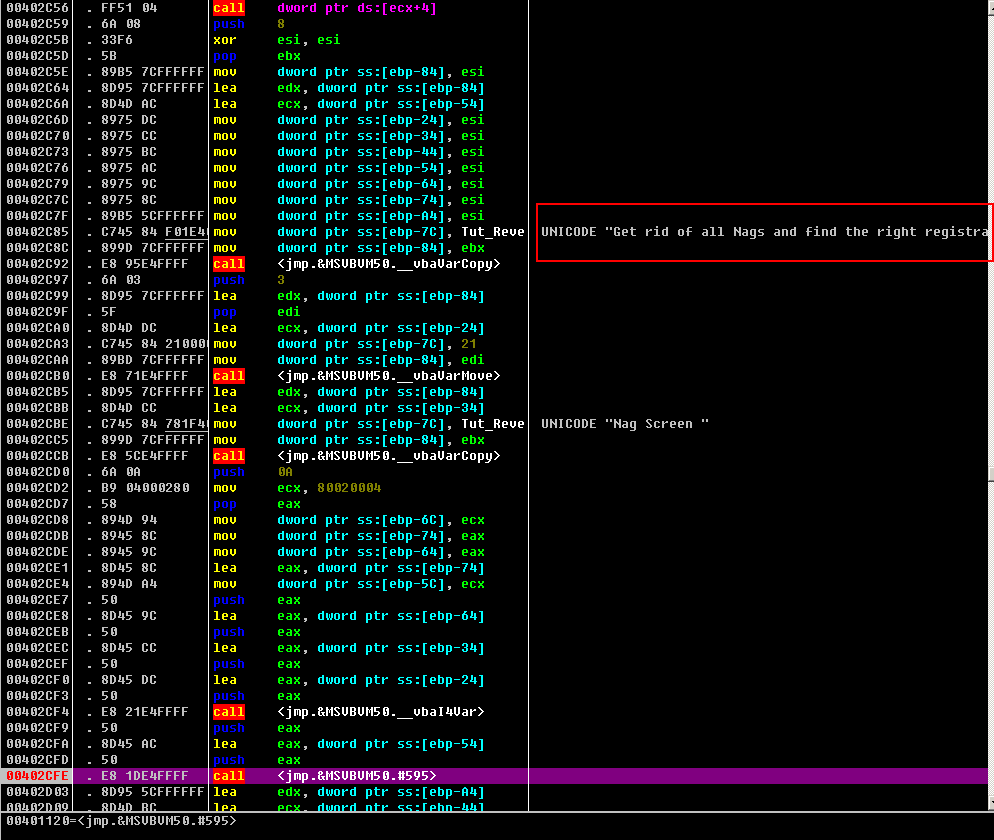 00402C56 . FF51 04 call dword ptr ds:[ecx+4]
00402C59 . 6A 08 push 8
00402C5B . 33F6 xor esi, esi
00402C5D . 5B pop ebx
00402C5E . 89B5 7CFFFFFF mov dword ptr ss:[ebp-84], esi
00402C64 . 8D95 7CFFFFFF lea edx, dword ptr ss:[ebp-84]
00402C6A . 8D4D AC lea ecx, dword ptr ss:[ebp-54]
00402C6D . 8975 DC mov dword ptr ss:[ebp-24], esi
00402C70 . 8975 CC mov dword ptr ss:[ebp-34], esi
00402C73 . 8975 BC mov dword ptr ss:[ebp-44], esi
00402C76 . 8975 AC mov dword ptr ss:[ebp-54], esi
00402C79 . 8975 9C mov dword ptr ss:[ebp-64], esi
00402C7C . 8975 8C mov dword ptr ss:[ebp-74], esi
00402C7F . 89B5 5CFFFFFF mov dword ptr ss:[ebp-A4], esi
00402C85 . C745 84 F01E4 mov dword ptr ss:[ebp-7C], Tut_Reve UNICODE "Get rid of all Nags and find the right registra
00402C8C . 899D 7CFFFFFF mov dword ptr ss:[ebp-84], ebx
00402C92 . E8 95E4FFFF call <jmp.&MSVBVM50.__vbaVarCopy>
00402C97 . 6A 03 push 3
00402C99 . 8D95 7CFFFFFF lea edx, dword ptr ss:[ebp-84]
00402C9F . 5F pop edi
00402CA0 . 8D4D DC lea ecx, dword ptr ss:[ebp-24]
00402CA3 . C745 84 21000 mov dword ptr ss:[ebp-7C], 21
00402CAA . 89BD 7CFFFFFF mov dword ptr ss:[ebp-84], edi
00402CB0 . E8 71E4FFFF call <jmp.&MSVBVM50.__vbaVarMove>
00402CB5 . 8D95 7CFFFFFF lea edx, dword ptr ss:[ebp-84]
00402CBB . 8D4D CC lea ecx, dword ptr ss:[ebp-34]
00402CBE . C745 84 781F4 mov dword ptr ss:[ebp-7C], Tut_Reve UNICODE "Nag Screen "
00402CC5 . 899D 7CFFFFFF mov dword ptr ss:[ebp-84], ebx
00402CCB . E8 5CE4FFFF call <jmp.&MSVBVM50.__vbaVarCopy>
00402CD0 . 6A 0A push 0A
00402CD2 . B9 04000280 mov ecx, 80020004
00402CD7 . 58 pop eax
00402CD8 . 894D 94 mov dword ptr ss:[ebp-6C], ecx
00402CDB . 8945 8C mov dword ptr ss:[ebp-74], eax
00402CDE . 8945 9C mov dword ptr ss:[ebp-64], eax
00402CE1 . 8D45 8C lea eax, dword ptr ss:[ebp-74]
00402CE4 . 894D A4 mov dword ptr ss:[ebp-5C], ecx
00402CE7 . 50 push eax
00402CE8 . 8D45 9C lea eax, dword ptr ss:[ebp-64]
00402CEB . 50 push eax
00402CEC . 8D45 CC lea eax, dword ptr ss:[ebp-34]
00402CEF . 50 push eax
00402CF0 . 8D45 DC lea eax, dword ptr ss:[ebp-24]
00402CF3 . 50 push eax
00402CF4 . E8 21E4FFFF call <jmp.&MSVBVM50.__vbaI4Var>
00402CF9 . 50 push eax
00402CFA . 8D45 AC lea eax, dword ptr ss:[ebp-54]
00402CFD . 50 push eax
00402CFE . E8 1DE4FFFF call <jmp.&MSVBVM50.#595>
00402D03 . 8D95 5CFFFFFF lea edx, dword ptr ss:[ebp-A4]
00402D09 . 8D4D BC lea ecx, dword ptr ss:[ebp-44]
00401120=<jmp.&MSVBVM50.#595>